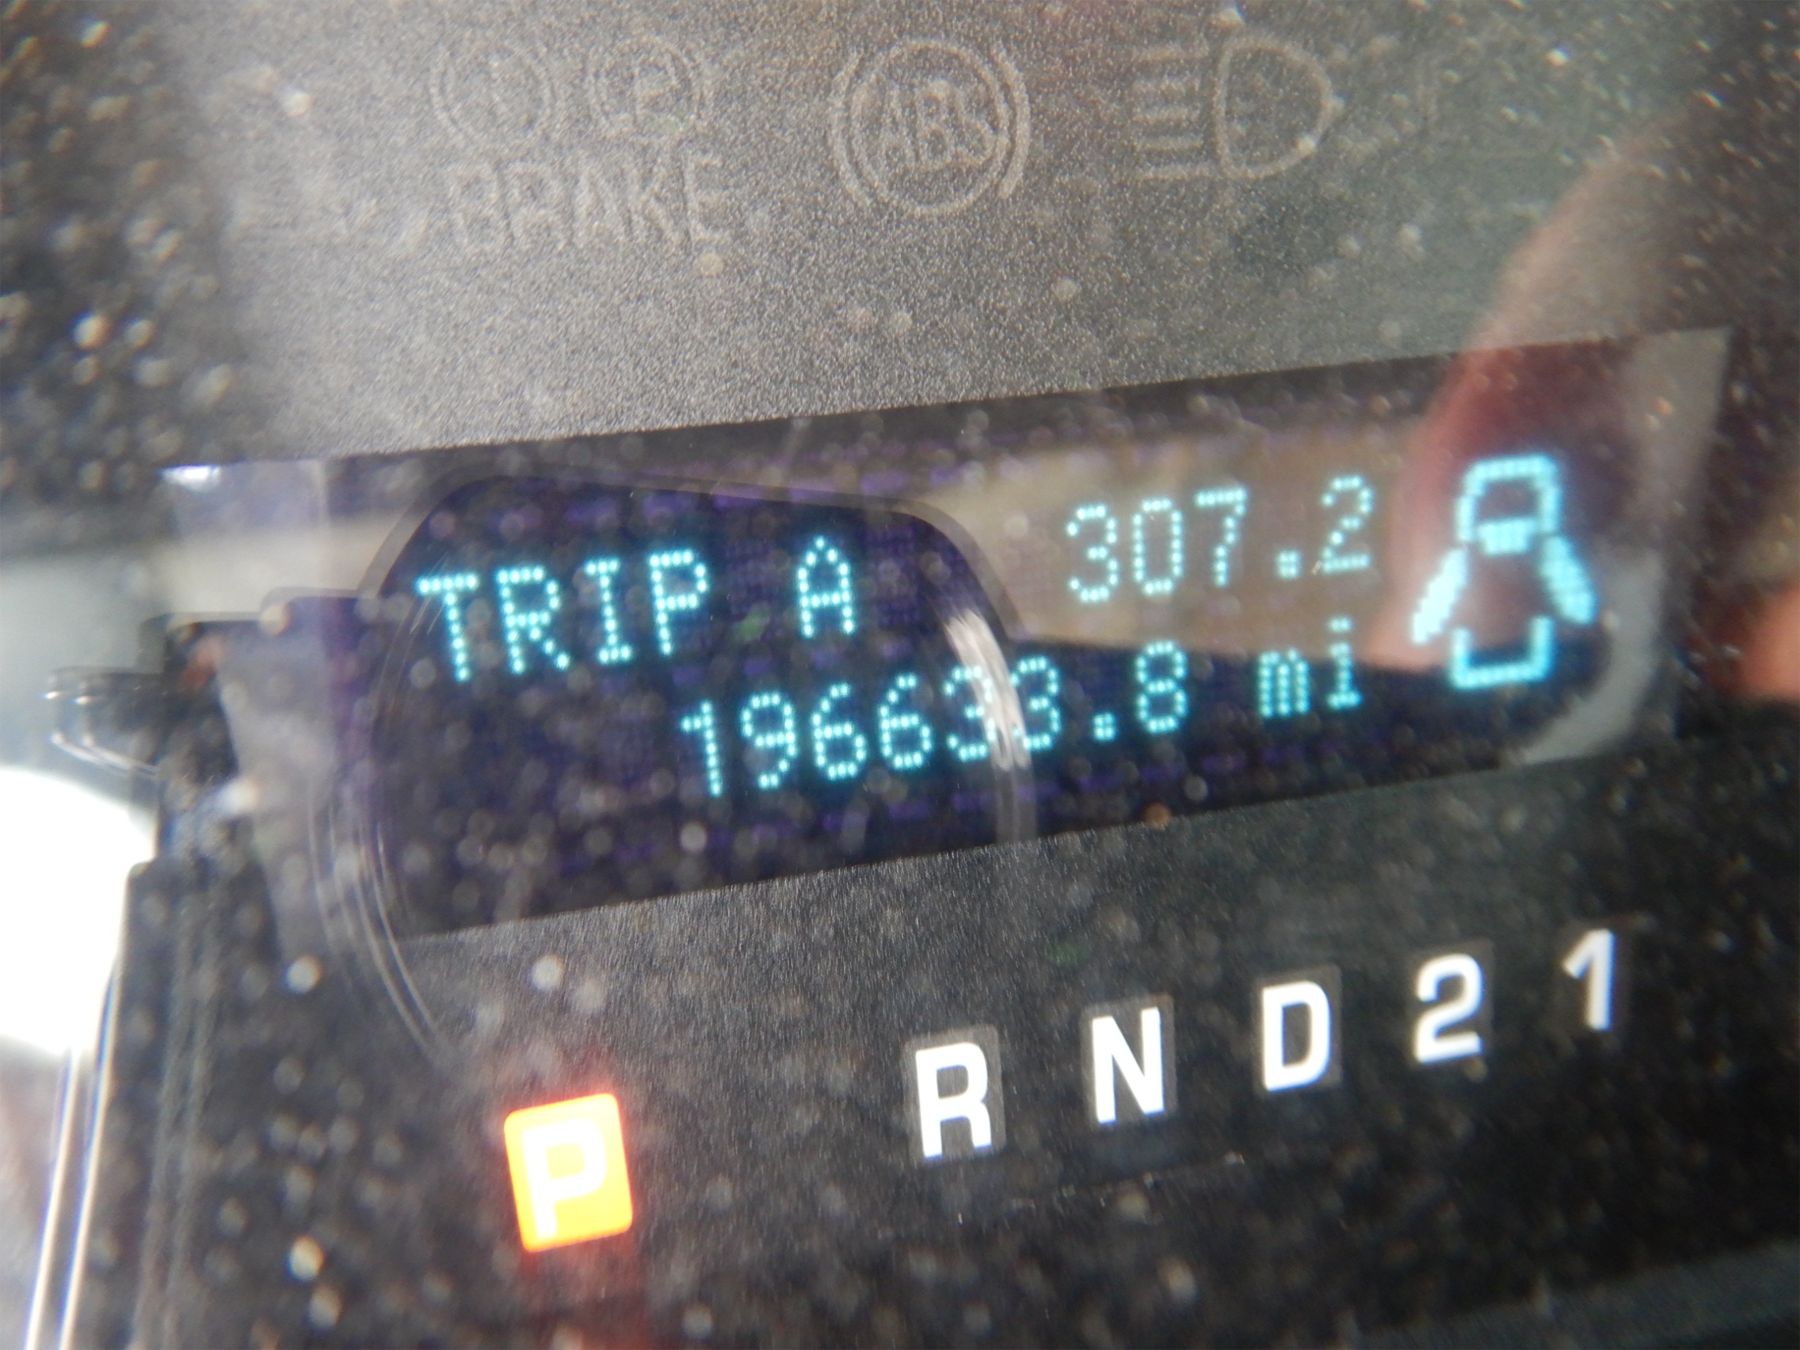 BRAKE
ABS
TRIP A 307.2
196633.8 mi
P R N D 2 1